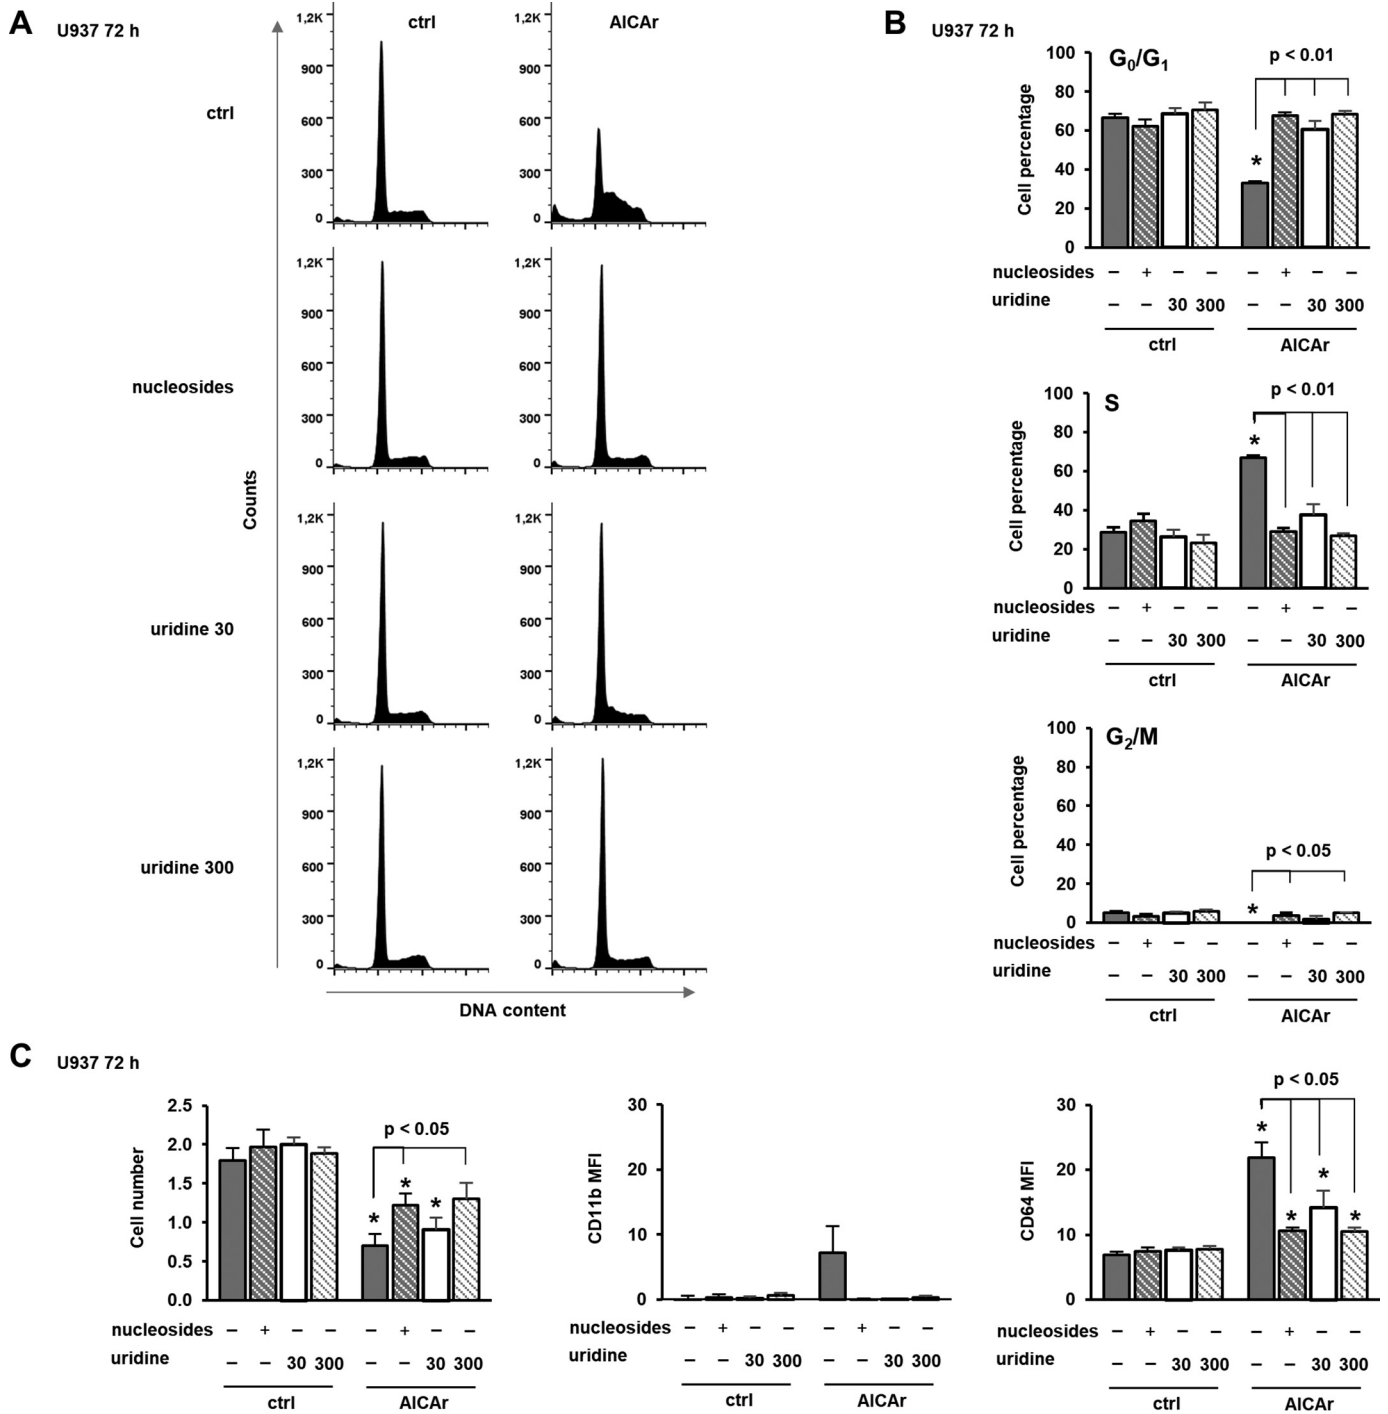 A
U937 72 h
ctrl
AICAr
ctrl
1,2K
900
600
300
0
1,2K
900
600
300
0
nucleosides
1,2K
900
600
300
0
1,2K
900
600
300
0
uridine 30
1,2K
900
600
300
0
1,2K
900
600
300
0
uridine 300
1,2K
900
600
300
0
1,2K
900
600
300
0
Counts
DNA content
B
U937 72 h
G0/G1
p < 0.01
Cell percentage
100
80
60
40
20
0
*
nucleosides – + – – – + – –
uridine – – 30 300 – – 30 300
ctrl AICAr
S
p < 0.01
Cell percentage
100
80
60
40
20
0
*
nucleosides – + – – – + – –
uridine – – 30 300 – – 30 300
ctrl AICAr
G2/M
p < 0.05
Cell percentage
100
80
60
40
20
0
*
nucleosides – + – – – + – –
uridine – – 30 300 – – 30 300
ctrl AICAr
C
U937 72 h
Cell number
2.5
2.0
1.5
1.0
0.5
0.0
p < 0.05
* * *
nucleosides – + – – – + – –
uridine – – 30 300 – – 30 300
ctrl AICAr
CD11b MFI
30
20
10
0
nucleosides – + – – – + – –
uridine – – 30 300 – – 30 300
ctrl AICAr
CD64 MFI
30
20
10
0
p < 0.05
* * * *
nucleosides – + – – – + – –
uridine – – 30 300 – – 30 300
ctrl AICAr